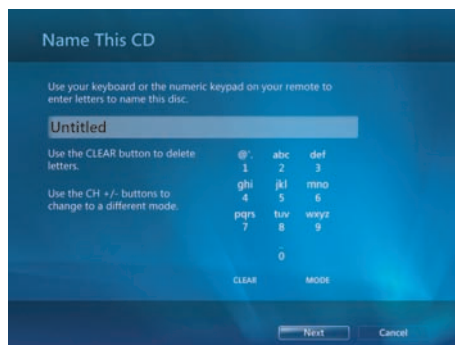 Name This CD
Use your keyboard or the numeric keypad on your remote to
enter letters to name this disc.
Untitled
Use the CLEAR button to delete
letters.
Use the CH +/- buttons to
change to a different mode.
@'. abc def
1 2 3
ghi jkl mno
4 5 6
pqrs tuv wxyz
7 8 9
0
CLEAR MODE
Next Cancel